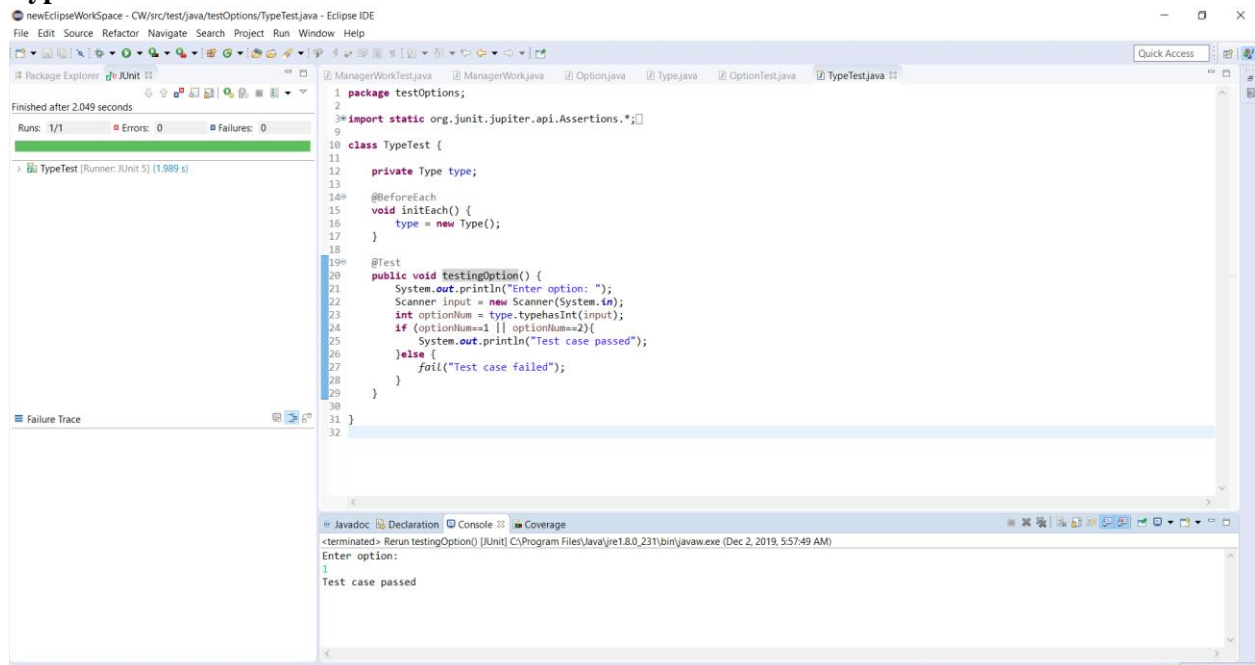 newEclipseWorkSpace - CW/src/test/java/testOptions/TypeTest.java - Eclipse IDE
File Edit Source Refactor Navigate Search Project Run Window Help
Quick Access
Package Explorer JUnit
Finished after 2.049 seconds
Runs: 1/1 Errors: 0 Failures: 0
TypeTest [Runner: JUnit 5] (1.989 s)
Failure Trace
ManagerWorkTest.java ManagerWork.java Option.java Type.java OptionTest.java TypeTest.java
1 package testOptions;
2
3 import static org.junit.jupiter.api.Assertions.*;
9
10 class TypeTest {
11
12 private Type type;
13
14 @BeforeEach
15 void initEach() {
16 type = new Type();
17 }
18
19 @Test
20 public void testingOption() {
21 System.out.println("Enter option: ");
22 Scanner input = new Scanner(System.in);
23 int optionNum = type.typehasInt(input);
24 if (optionNum==1 || optionNum==2){
25 System.out.println("Test case passed");
26 }else {
27 fail("Test case failed");
28 }
29 }
30
31 }
32
Javadoc Declaration Console Coverage
<terminated> Rerun testingOption() [JUnit] C:\Program Files\Java\jre1.8.0_231\bin\javaw.exe (Dec 2, 2019, 5:57:49 AM)
Enter option:
1
Test case passed